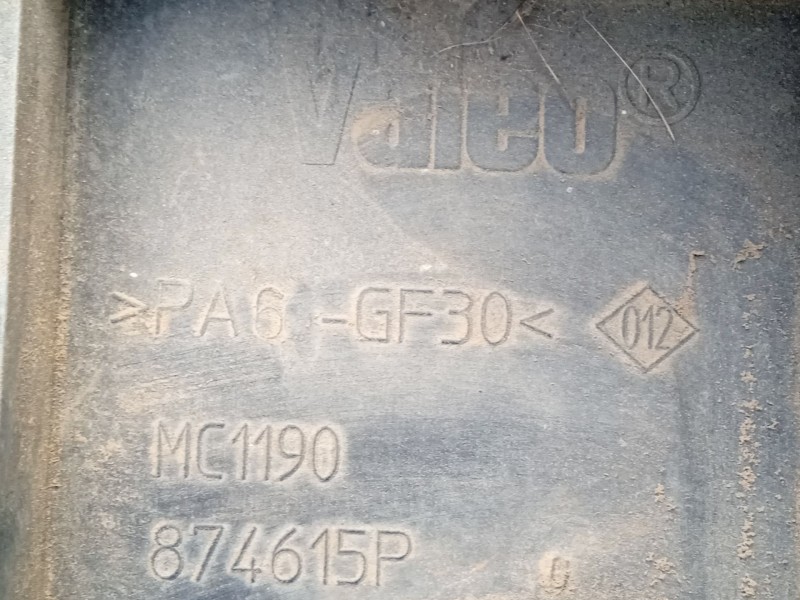 Valeo®
>PA6 -GF30< 012
MC1190
874615P